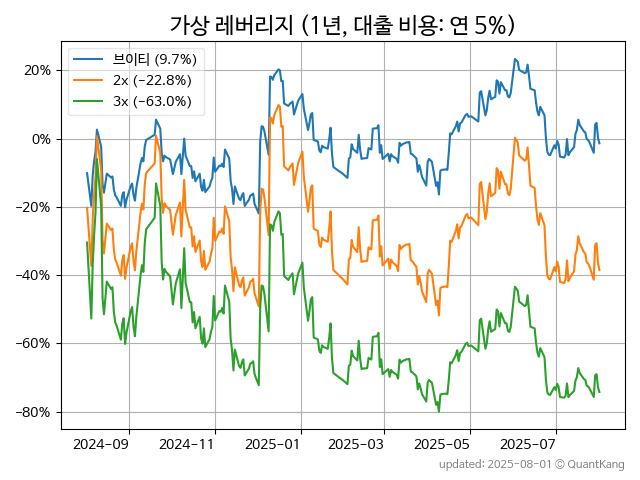 가상 레버리지 (1년, 대출 비용: 연 5%)
브이티 (9.7%)
2x (−22.8%)
3x (−63.0%)
20%
0%
−20%
−40%
−60%
−80%
2024-09 2024-11 2025-01 2025-03 2025-05 2025-07
updated: 2025-08-01 © QuantKang